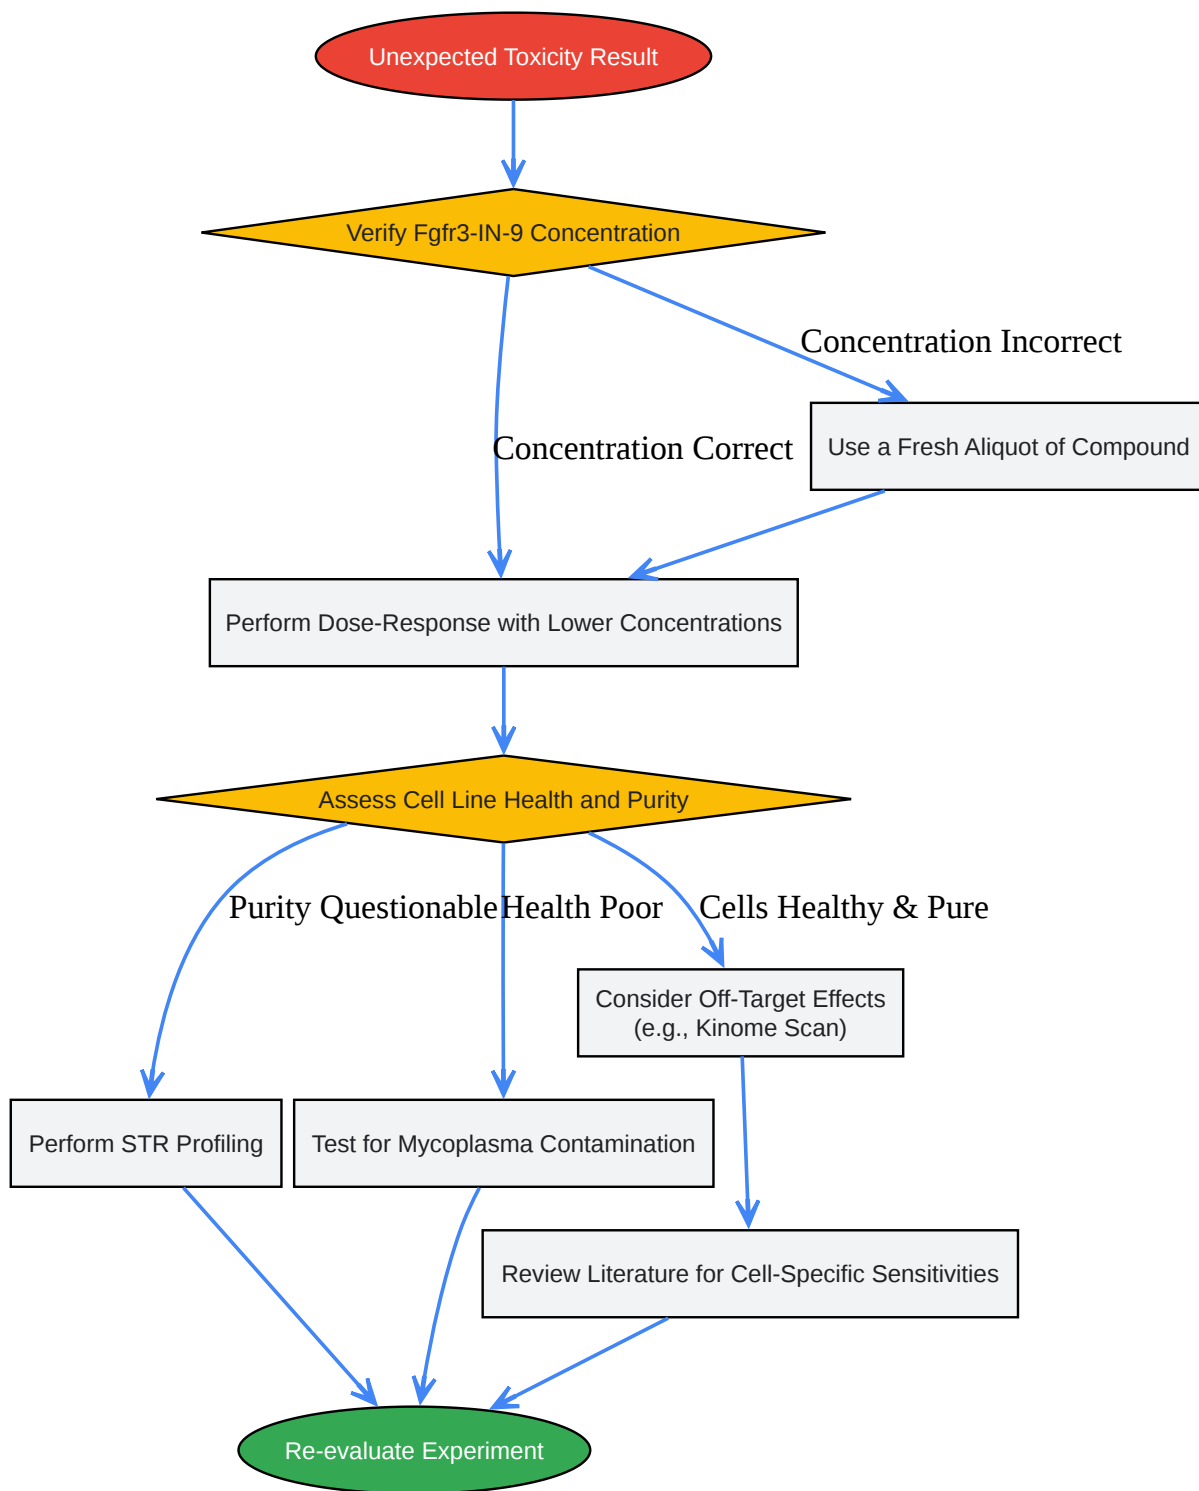 Unexpected Toxicity Result
Verify Fgfr3-IN-9 Concentration
Concentration Incorrect
Concentration Correct
Use a Fresh Aliquot of Compound
Perform Dose-Response with Lower Concentrations
Assess Cell Line Health and Purity
Purity Questionable
Health Poor
Cells Healthy & Pure
Consider Off-Target Effects
(e.g., Kinome Scan)
Perform STR Profiling
Test for Mycoplasma Contamination
Review Literature for Cell-Specific Sensitivities
Re-evaluate Experiment